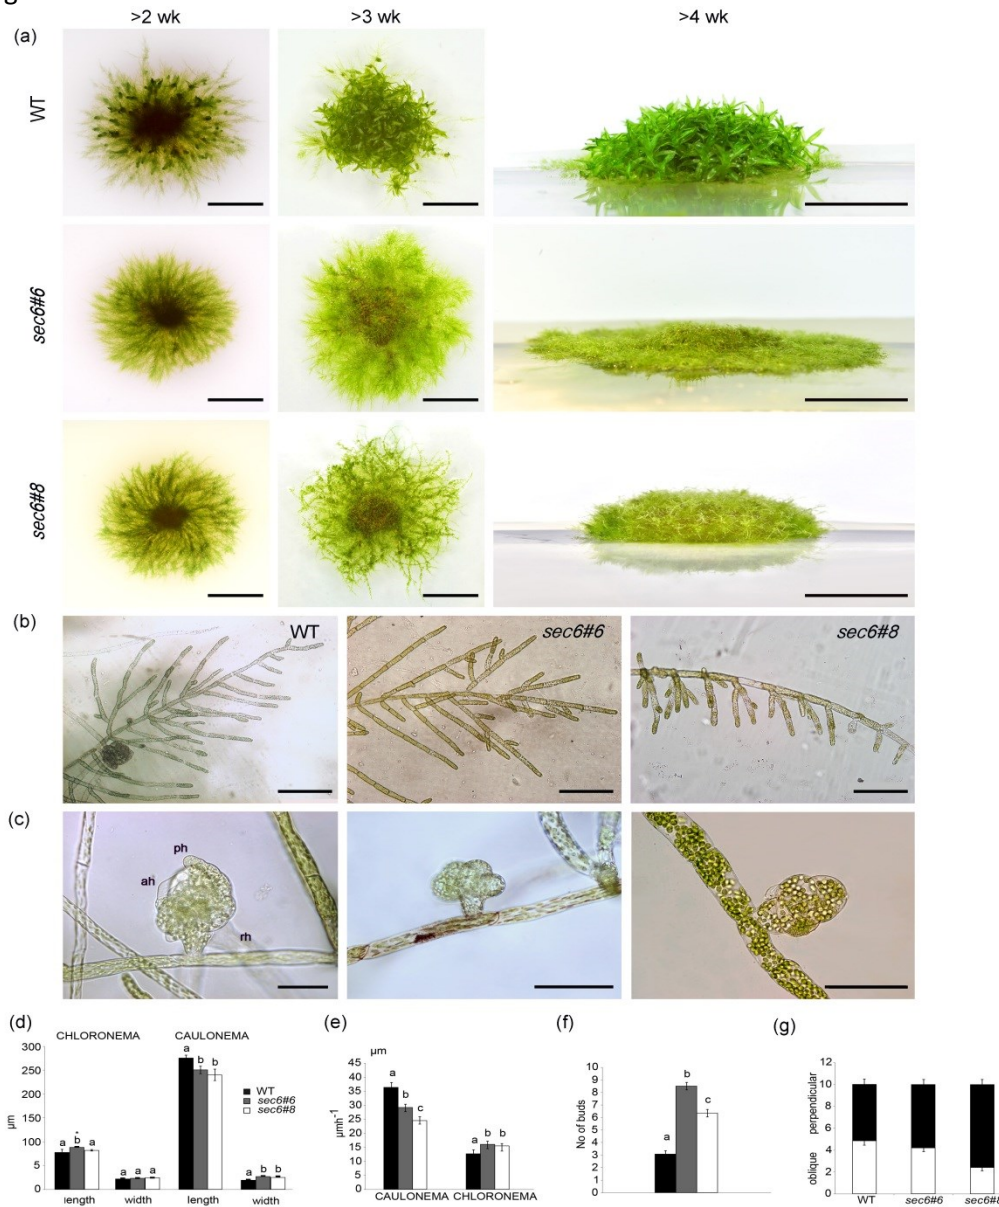 >2 wk >3 wk >4 wk
(a)
WT
sec6#6
sec6#8
(b)
WT
sec6#6
sec6#8
(c)
ph
ah
rh
(d)
CHLORONEMA CAULONEMA
µm
300
250
200
150
100
50
0
a b a
*
a a a
a b b
a b b
WT
sec6#6
sec6#8
length width length width
(e)
µm
µmh-1
45
40
35
30
25
20
15
10
5
0
a b c
a b b
CAULONEMA CHLORONEMA
(f)
No of buds
10
9
8
7
6
5
4
3
2
1
0
a b c
(g)
oblique perpendicular
12
10
8
6
4
2
0
WT sec6#6 sec6#8